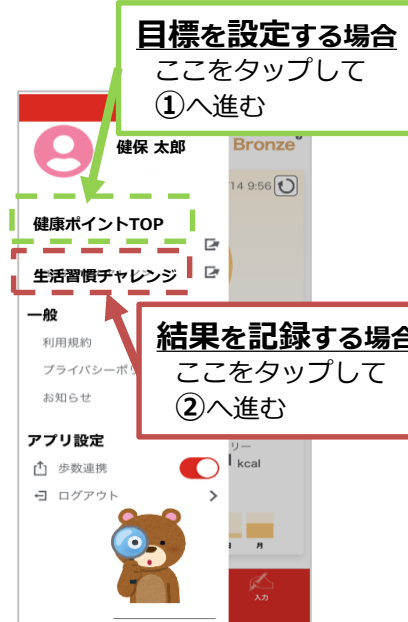 目標を設定する場合
ここをタップして
①へ進む
健保 太郎
Bronze
14 9:56
健康ポイントTOP
生活習慣チャレンジ
一般
利用規約
プライバシーポリ
お知らせ
結果を記録する場合
ここをタップして
②へ進む
アプリ設定
歩数連携
ログアウト
リー
kcal
月
入力